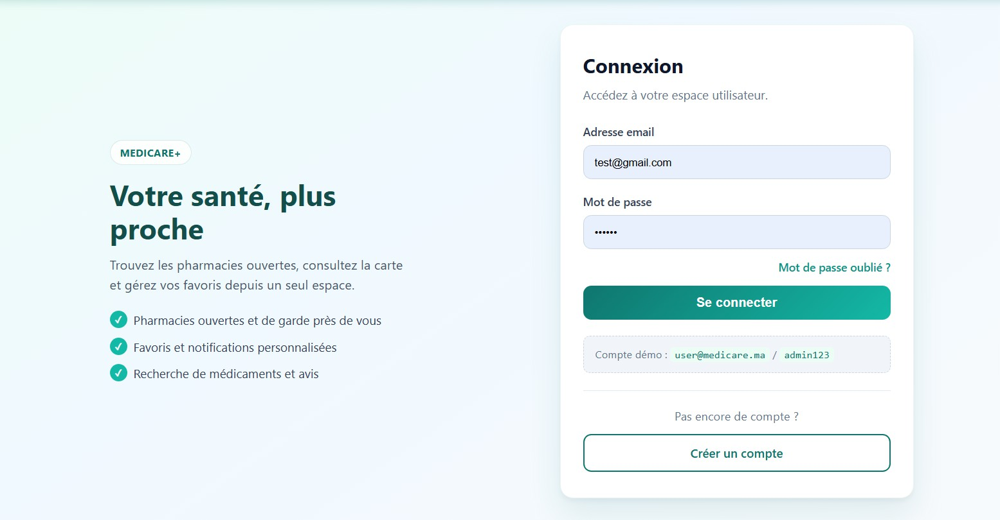 MEDICARE+
Votre santé, plus
proche
Trouvez les pharmacies ouvertes, consultez la carte
et gérez vos favoris depuis un seul espace.
Pharmacies ouvertes et de garde près de vous
Favoris et notifications personnalisées
Recherche de médicaments et avis
Connexion
Accédez à votre espace utilisateur.
Adresse email
test@gmail.com
Mot de passe
••••••
Mot de passe oublié ?
Se connecter
Compte démo : user@medicare.ma / admin123
Pas encore de compte ?
Créer un compte